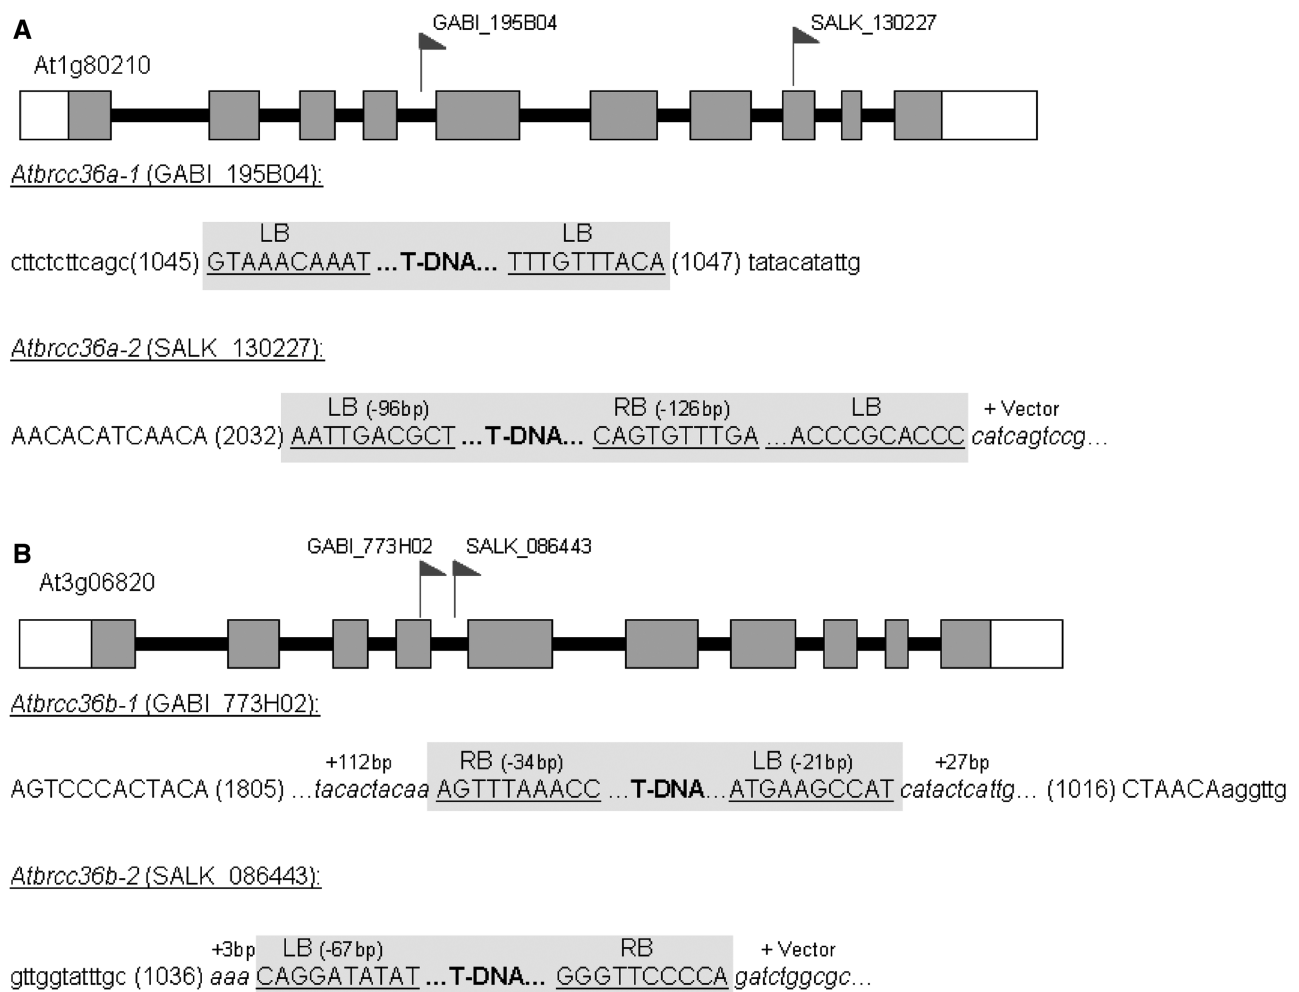 A
GABI_195B04
SALK_130227
At1g80210
Atbrcc36a-1 (GABI_195B04):
LB LB
cttctcttcagc(1045) GTAAACAAAT ...T-DNA... TTTGTTTACA (1047) tatacatattg
Atbrcc36a-2 (SALK_130227):
LB (-96bp) RB (-126bp) LB + Vector
AACACATCAACA (2032) AATTGACGCT ...T-DNA... CAGTGTTTGA ...ACCCGCACCC catcagtccg...
B
GABI_773H02 SALK_086443
At3g06820
Atbrcc36b-1 (GABI_773H02):
+112bp RB (-34bp) LB (-21bp) +27bp
AGTCCCACTACA (1805) ...tacactacaa AGTTTAAACC ...T-DNA...ATGAAGCCAT catactcattg... (1016) CTAACAaggttg
Atbrcc36b-2 (SALK_086443):
+3bp LB (-67bp) RB + Vector
gttggtatttgc (1036) aaa CAGGATATAT ...T-DNA... GGGTTCCCCA gatctggcgc...